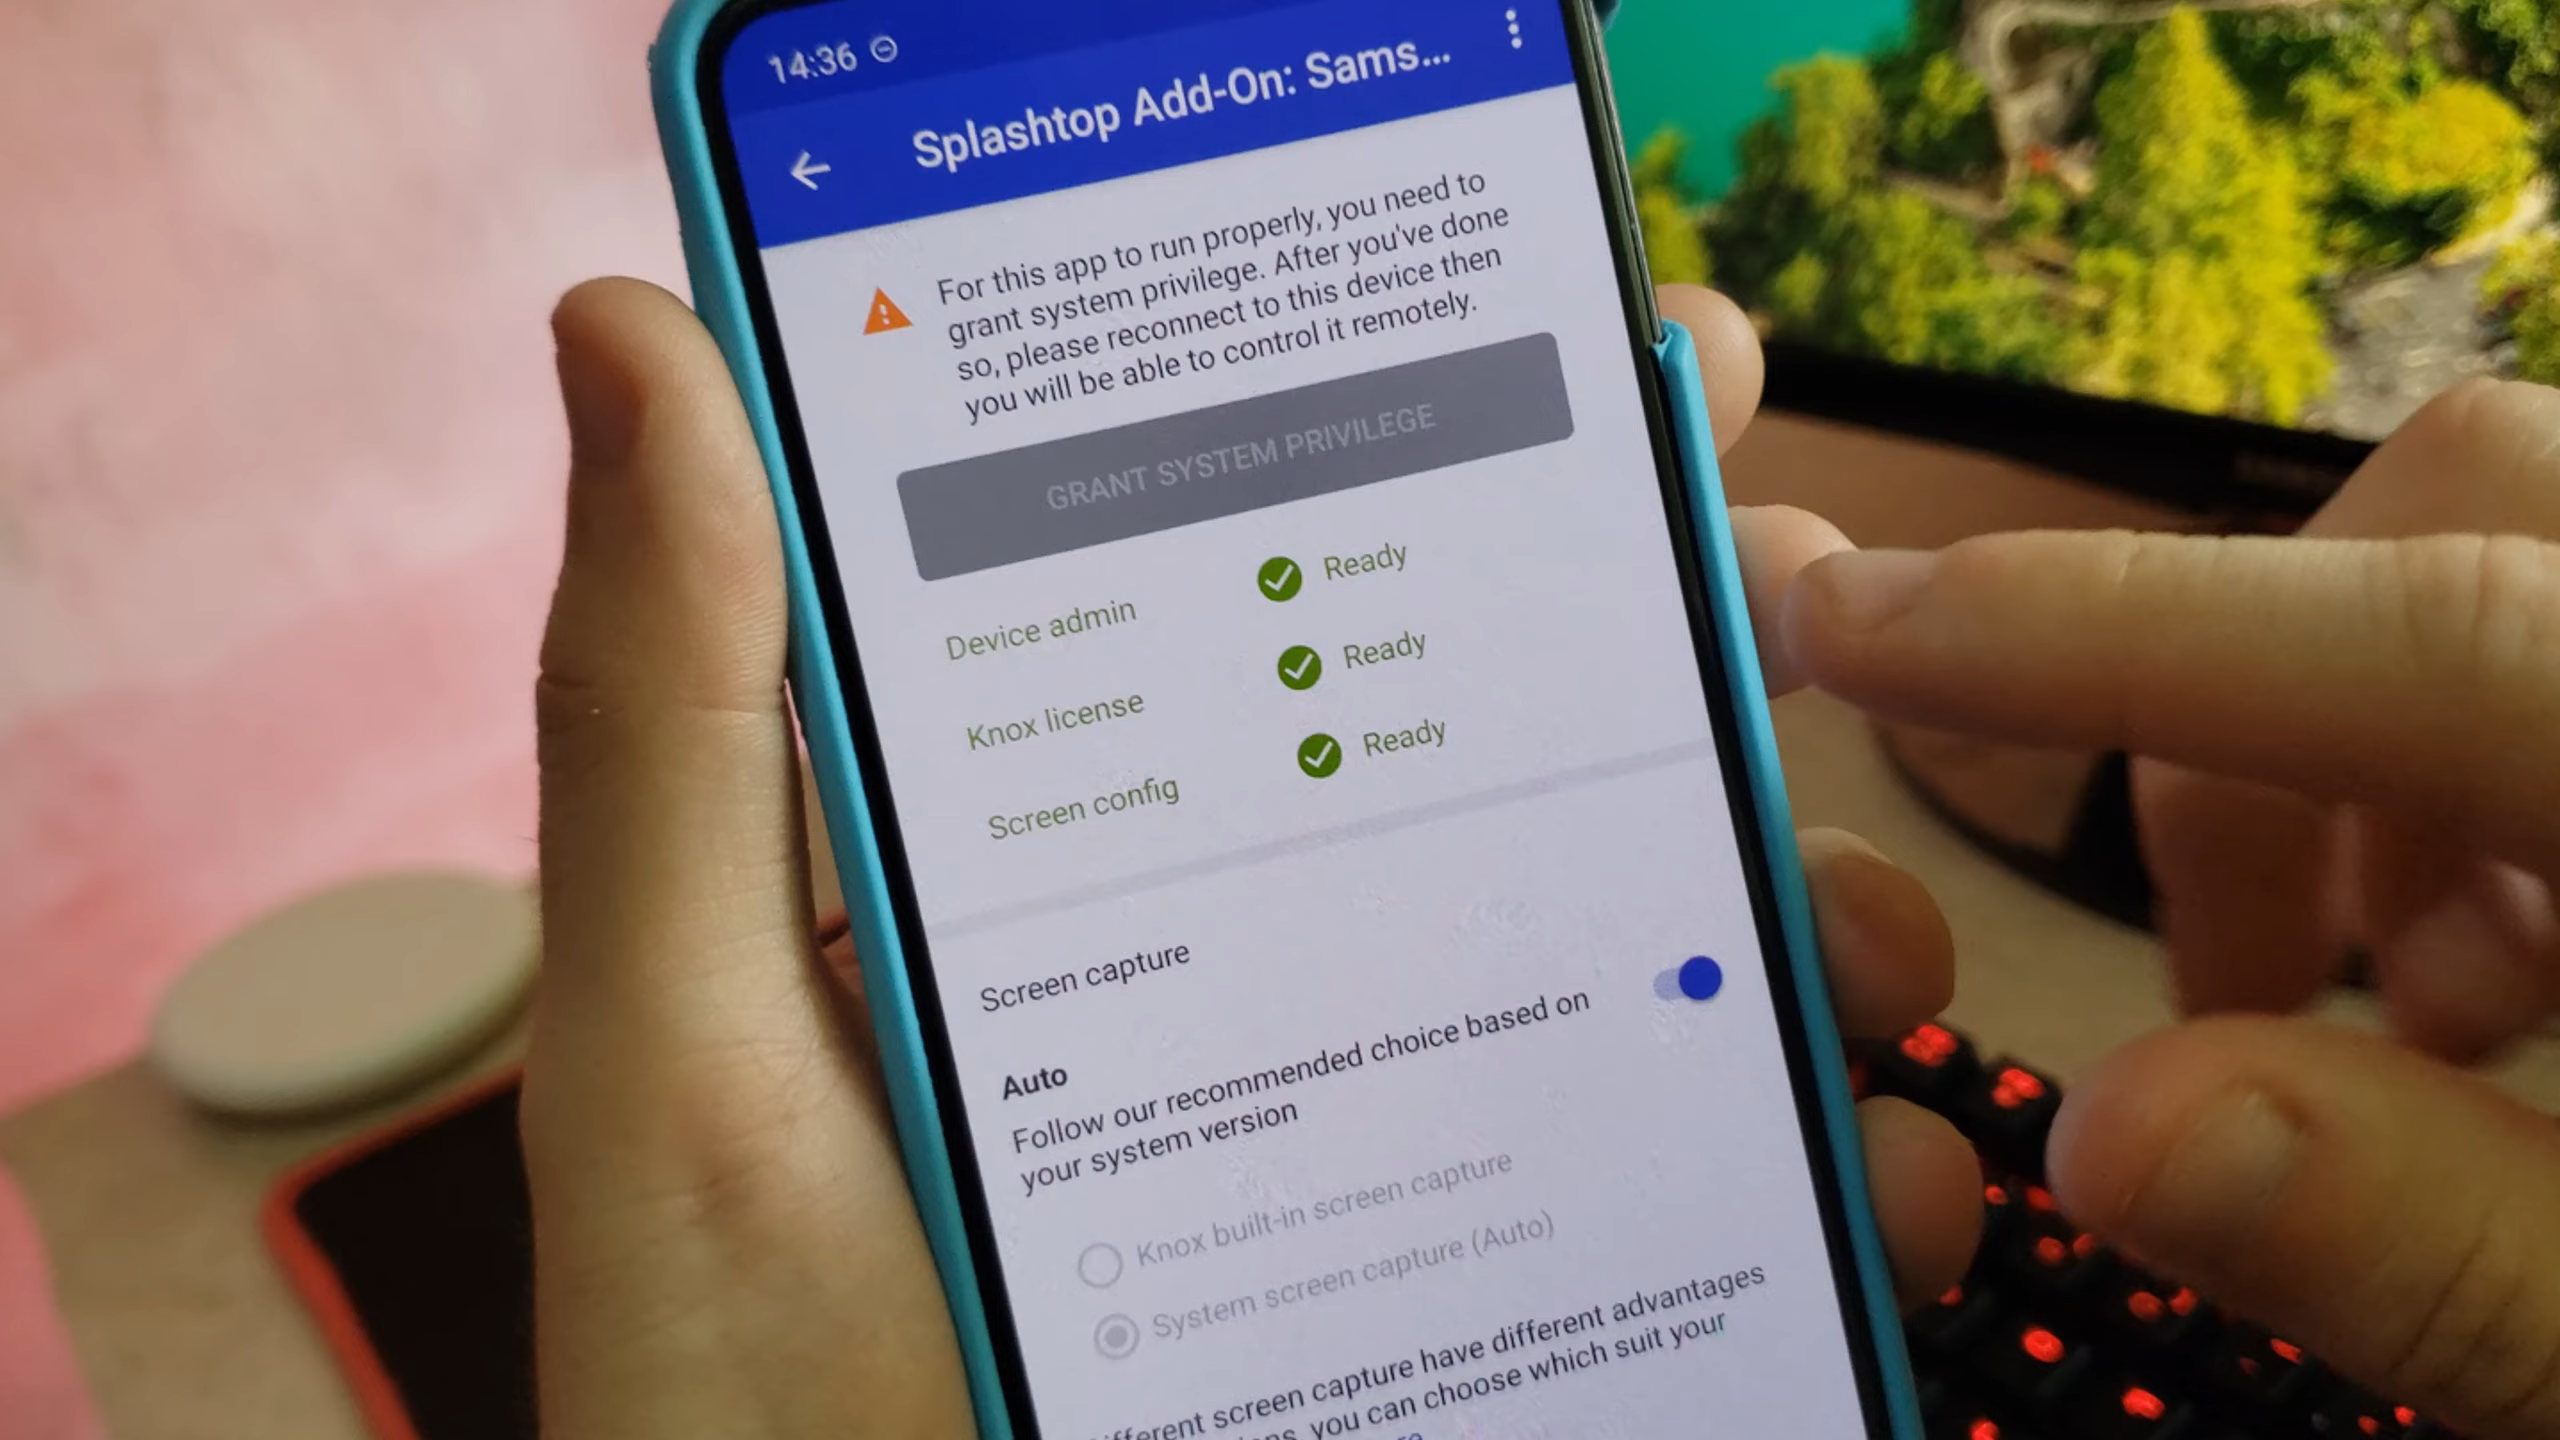 14:36
Splashtop Add-On: Sams...
For this app to run properly, you need to
grant system privilege. After you've done
so, please reconnect to this device then
you will be able to control it remotely.
GRANT SYSTEM PRIVILEGE
Device admin Ready
Knox license Ready
Screen config Ready
Screen capture
Auto
Follow our recommended choice based on
your system version
Knox built-in screen capture
System screen capture (Auto)
screen capture have different advantages
you can choose which suit your